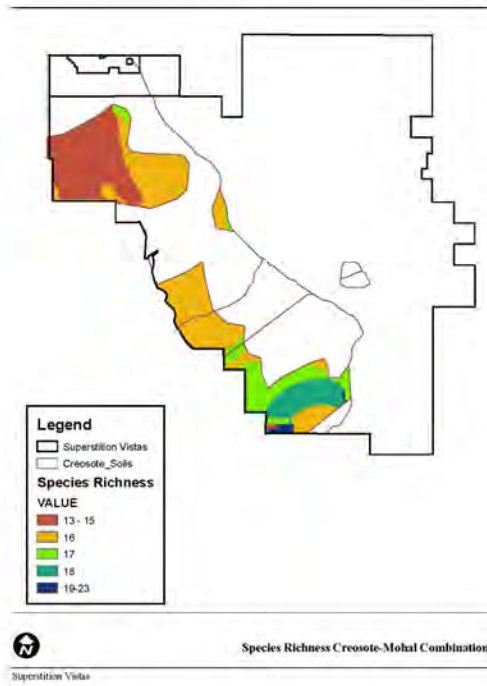 Legend
Superstition Vistas
Creosote_Soils
Species Richness
VALUE
13 - 15
16
17
18
19-23
N
Species Richness Creosote-Mohal Combination
Superstition Vistas